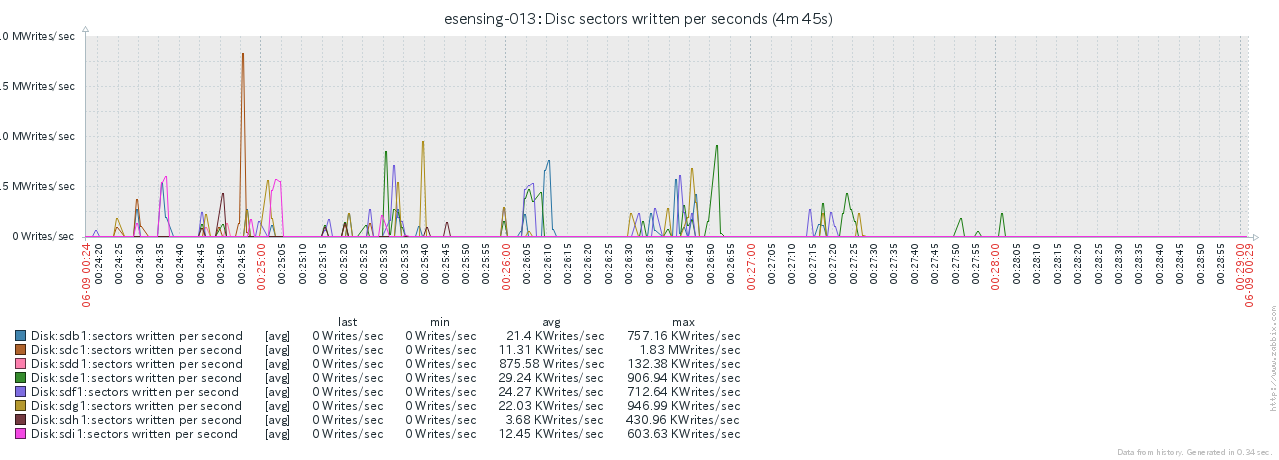 esensing-013: Disc sectors written per seconds (4m 45s)
.0 MWrites/sec
.5 MWrites/sec
.0 MWrites/sec
.5 MWrites/sec
0 Writes/sec
06-09 00:24 00:24:20 00:24:25 00:24:30 00:24:35 00:24:40 00:24:45 00:24:50 00:24:55 00:25:00 00:25:05 00:25:10 00:25:15 00:25:20 00:25:25 00:25:30 00:25:35 00:25:40 00:25:45 00:25:50 00:25:55 00:26:00 00:26:05 00:26:10 00:26:15 00:26:20 00:26:25 00:26:30 00:26:35 00:26:40 00:26:45 00:26:50 00:26:55 00:27:00 00:27:05 00:27:10 00:27:15 00:27:20 00:27:25 00:27:30 00:27:35 00:27:40 00:27:45 00:27:50 00:27:55 00:28:00 00:28:05 00:28:10 00:28:15 00:28:20 00:28:25 00:28:30 00:28:35 00:28:40 00:28:45 00:28:50 00:28:55 00:29:00 06-09 00:29
last min avg max
Disk:sdb1:sectors written per second [avg] 0 Writes/sec 0 Writes/sec 21.4 KWrites/sec 757.16 KWrites/sec
Disk:sdc1:sectors written per second [avg] 0 Writes/sec 0 Writes/sec 11.31 KWrites/sec 1.83 MWrites/sec
Disk:sdd1:sectors written per second [avg] 0 Writes/sec 0 Writes/sec 875.58 Writes/sec 132.38 KWrites/sec
Disk:sde1:sectors written per second [avg] 0 Writes/sec 0 Writes/sec 29.24 KWrites/sec 906.94 KWrites/sec
Disk:sdf1:sectors written per second [avg] 0 Writes/sec 0 Writes/sec 24.27 KWrites/sec 712.64 KWrites/sec
Disk:sdg1:sectors written per second [avg] 0 Writes/sec 0 Writes/sec 22.03 KWrites/sec 946.99 KWrites/sec
Disk:sdh1:sectors written per second [avg] 0 Writes/sec 0 Writes/sec 3.68 KWrites/sec 430.96 KWrites/sec
Disk:sdi1:sectors written per second [avg] 0 Writes/sec 0 Writes/sec 12.45 KWrites/sec 603.63 KWrites/sec
http://www.zabbix.com
Data from history. Generated in 0.34 sec.